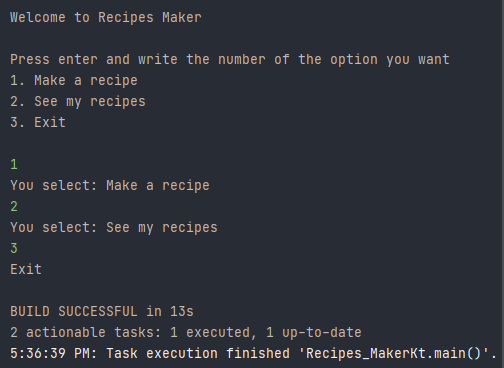 Welcome to Recipes Maker
Press enter and write the number of the option you want
1. Make a recipe
2. See my recipes
3. Exit
1
You select: Make a recipe
2
You select: See my recipes
3
Exit
BUILD SUCCESSFUL in 13s
2 actionable tasks: 1 executed, 1 up-to-date
5:36:39 PM: Task execution finished 'Recipes_MakerKt.main()'.